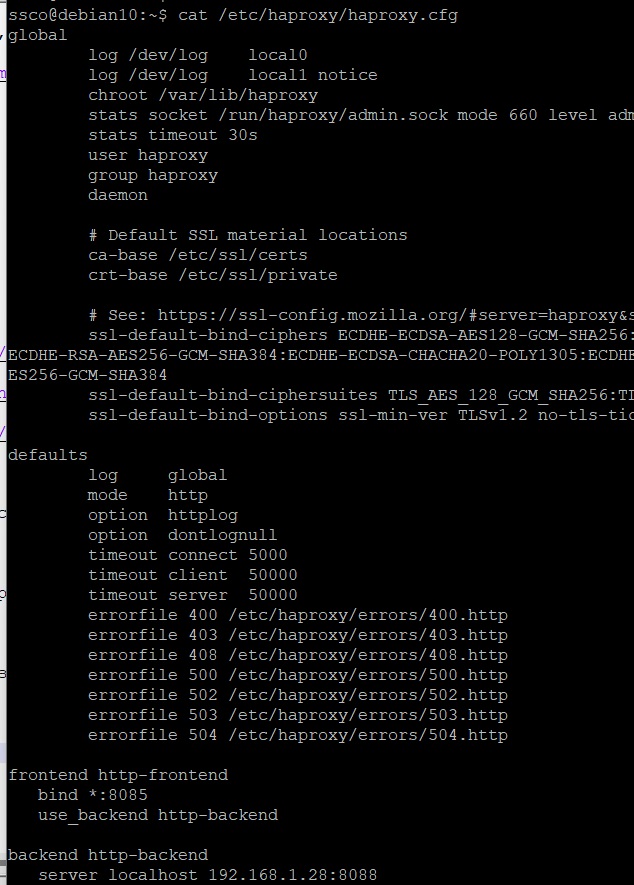 ssco@debian10:~$ cat /etc/haproxy/haproxy.cfg
global
        log /dev/log    local0
        log /dev/log    local1 notice
        chroot /var/lib/haproxy
        stats socket /run/haproxy/admin.sock mode 660 level adm
        stats timeout 30s
        user haproxy
        group haproxy
        daemon

        # Default SSL material locations
        ca-base /etc/ssl/certs
        crt-base /etc/ssl/private

        # See: https://ssl-config.mozilla.org/#server=haproxy&s
        ssl-default-bind-ciphers ECDHE-ECDSA-AES128-GCM-SHA256:
ECDHE-RSA-AES256-GCM-SHA384:ECDHE-ECDSA-CHACHA20-POLY1305:ECDHE
ES256-GCM-SHA384
        ssl-default-bind-ciphersuites TLS_AES_128_GCM_SHA256:TL
        ssl-default-bind-options ssl-min-ver TLSv1.2 no-tls-tic

defaults
        log     global
        mode    http
        option  httplog
        option  dontlognull
        timeout connect 5000
        timeout client  50000
        timeout server  50000
        errorfile 400 /etc/haproxy/errors/400.http
        errorfile 403 /etc/haproxy/errors/403.http
        errorfile 408 /etc/haproxy/errors/408.http
        errorfile 500 /etc/haproxy/errors/500.http
        errorfile 502 /etc/haproxy/errors/502.http
        errorfile 503 /etc/haproxy/errors/503.http
        errorfile 504 /etc/haproxy/errors/504.http

frontend http-frontend
   bind *:8085
   use_backend http-backend

backend http-backend
   server localhost 192.168.1.28:8088